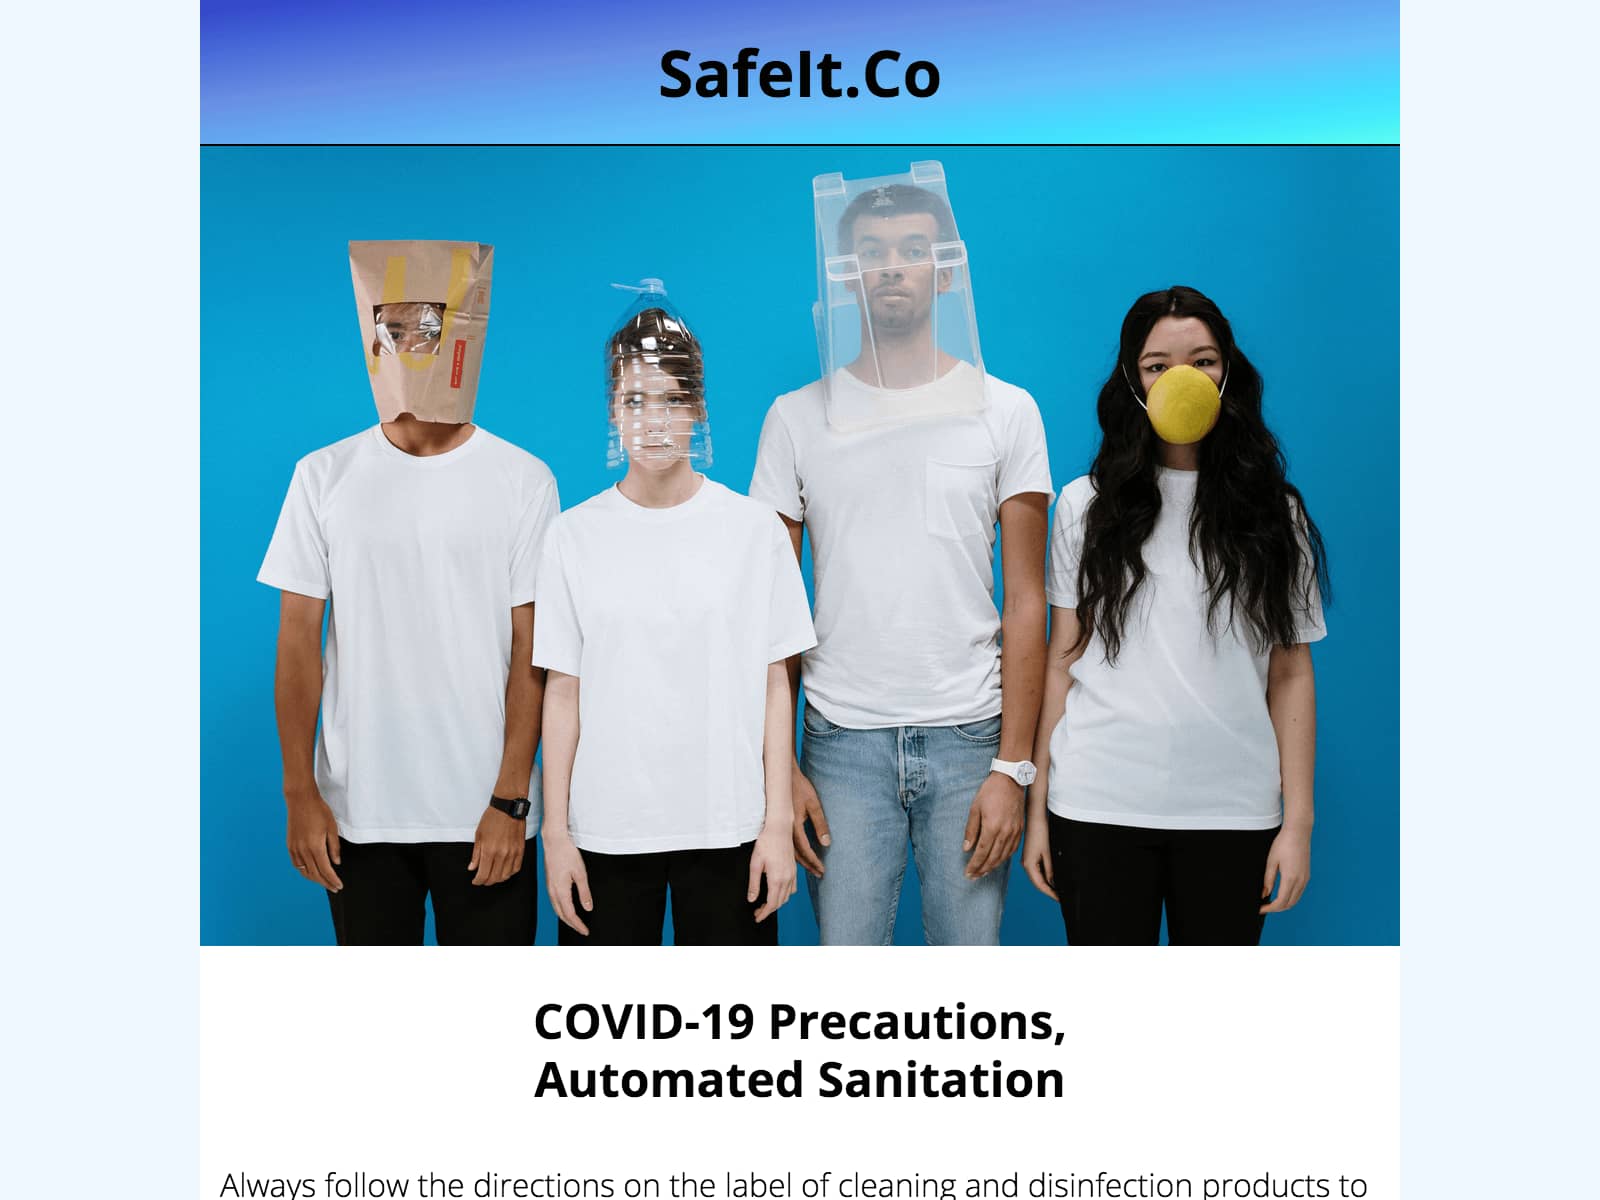 SafeIt.Co
COVID-19 Precautions,
Automated Sanitation
Always follow the directions on the label of cleaning and disinfection products to